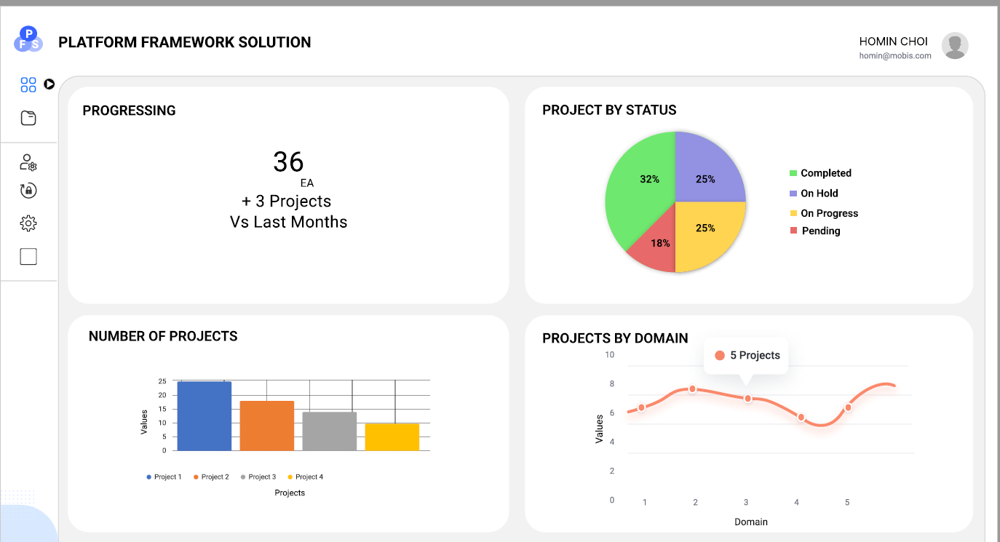 P
F S
PLATFORM FRAMEWORK SOLUTION
HOMIN CHOI
homin@mobis.com
PROGRESSING
36
EA
+ 3 Projects
Vs Last Months
PROJECT BY STATUS
32%
25%
25%
18%
Completed
On Hold
On Progress
Pending
NUMBER OF PROJECTS
25
20
15
10
5
0
Values
Project 1 Project 2 Project 3 Project 4
Projects
PROJECTS BY DOMAIN
5 Projects
10
8
6
4
2
0
Values
1 2 3 4 5
Domain